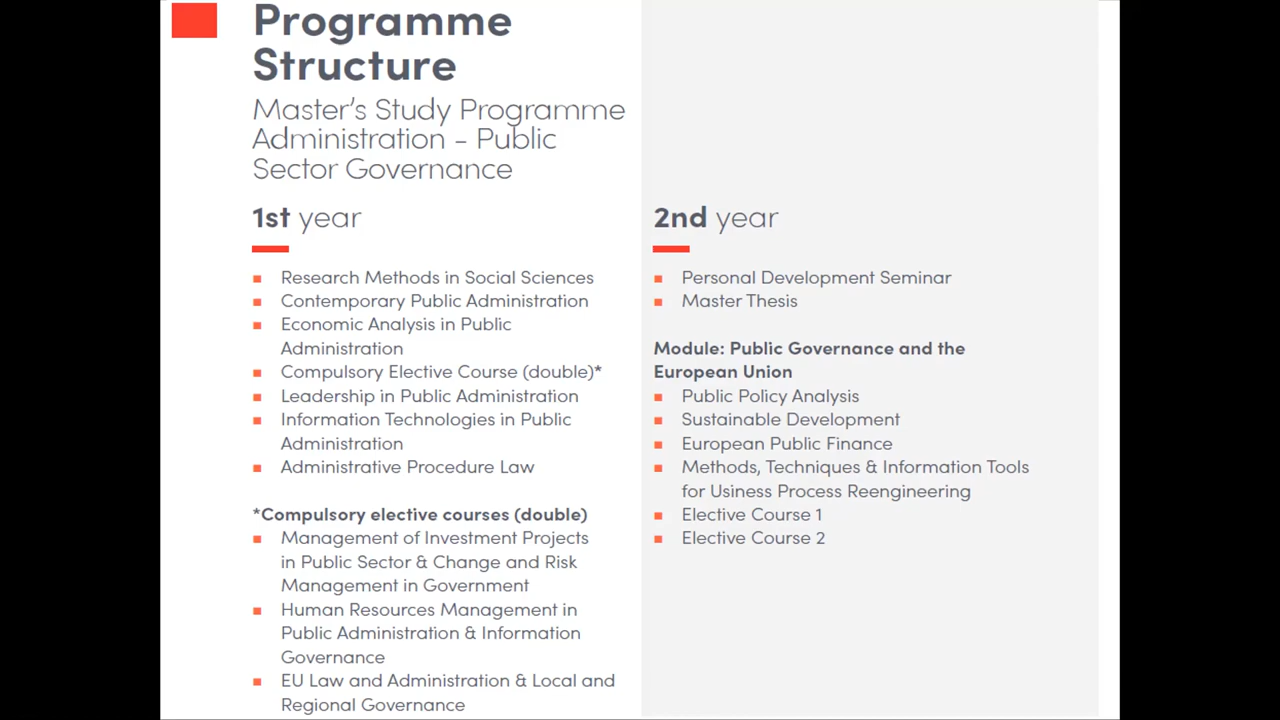 Programme
Structure
Master's Study Programme
Administration - Public
Sector Governance
1st year
Research Methods in Social Sciences
Contemporary Public Administration
Economic Analysis in Public
Administration
Compulsory Elective Course (double)*
Leadership in Public Administration
Information Technologies in Public
Administration
Administrative Procedure Law
*Compulsory elective courses (double)
Management of Investment Projects
in Public Sector & Change and Risk
Management in Government
Human Resources Management in
Public Administration & Information
Governance
EU Law and Administration & Local and
Regional Governance
2nd year
Personal Development Seminar
Master Thesis
Module: Public Governance and the
European Union
Public Policy Analysis
Sustainable Development
European Public Finance
Methods, Techniques & Information Tools
for Usiness Process Reengineering
Elective Course 1
Elective Course 2